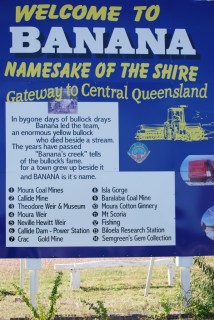 WELCOME TO
BANANA
NAMESAKE OF THE SHIRE
Gateway to Central Queensland
In bygone days of bullock drays
Banana led the team,
an enormous yellow bullock
who died beside a stream.
The years have passed
"Banana's creek" tells
of the bullock's fame.
for a town grew up beside it
and BANANA is it s name.
1 Moura Coal Mines
2 Callide Mine
3 Theodore Weir & Museum
4 Moura Weir
5 Neville Hewitt Weir
6 Callide Dam - Power Station
7 Crac Gold Mine
8 Isla Gorge
9 Baralaba Coal Mine
10 Moura Cotton Ginnery
11 Mt Scoria
12 Fishing
13 Biloela Research Station
14 Semgreen's Gem Collection